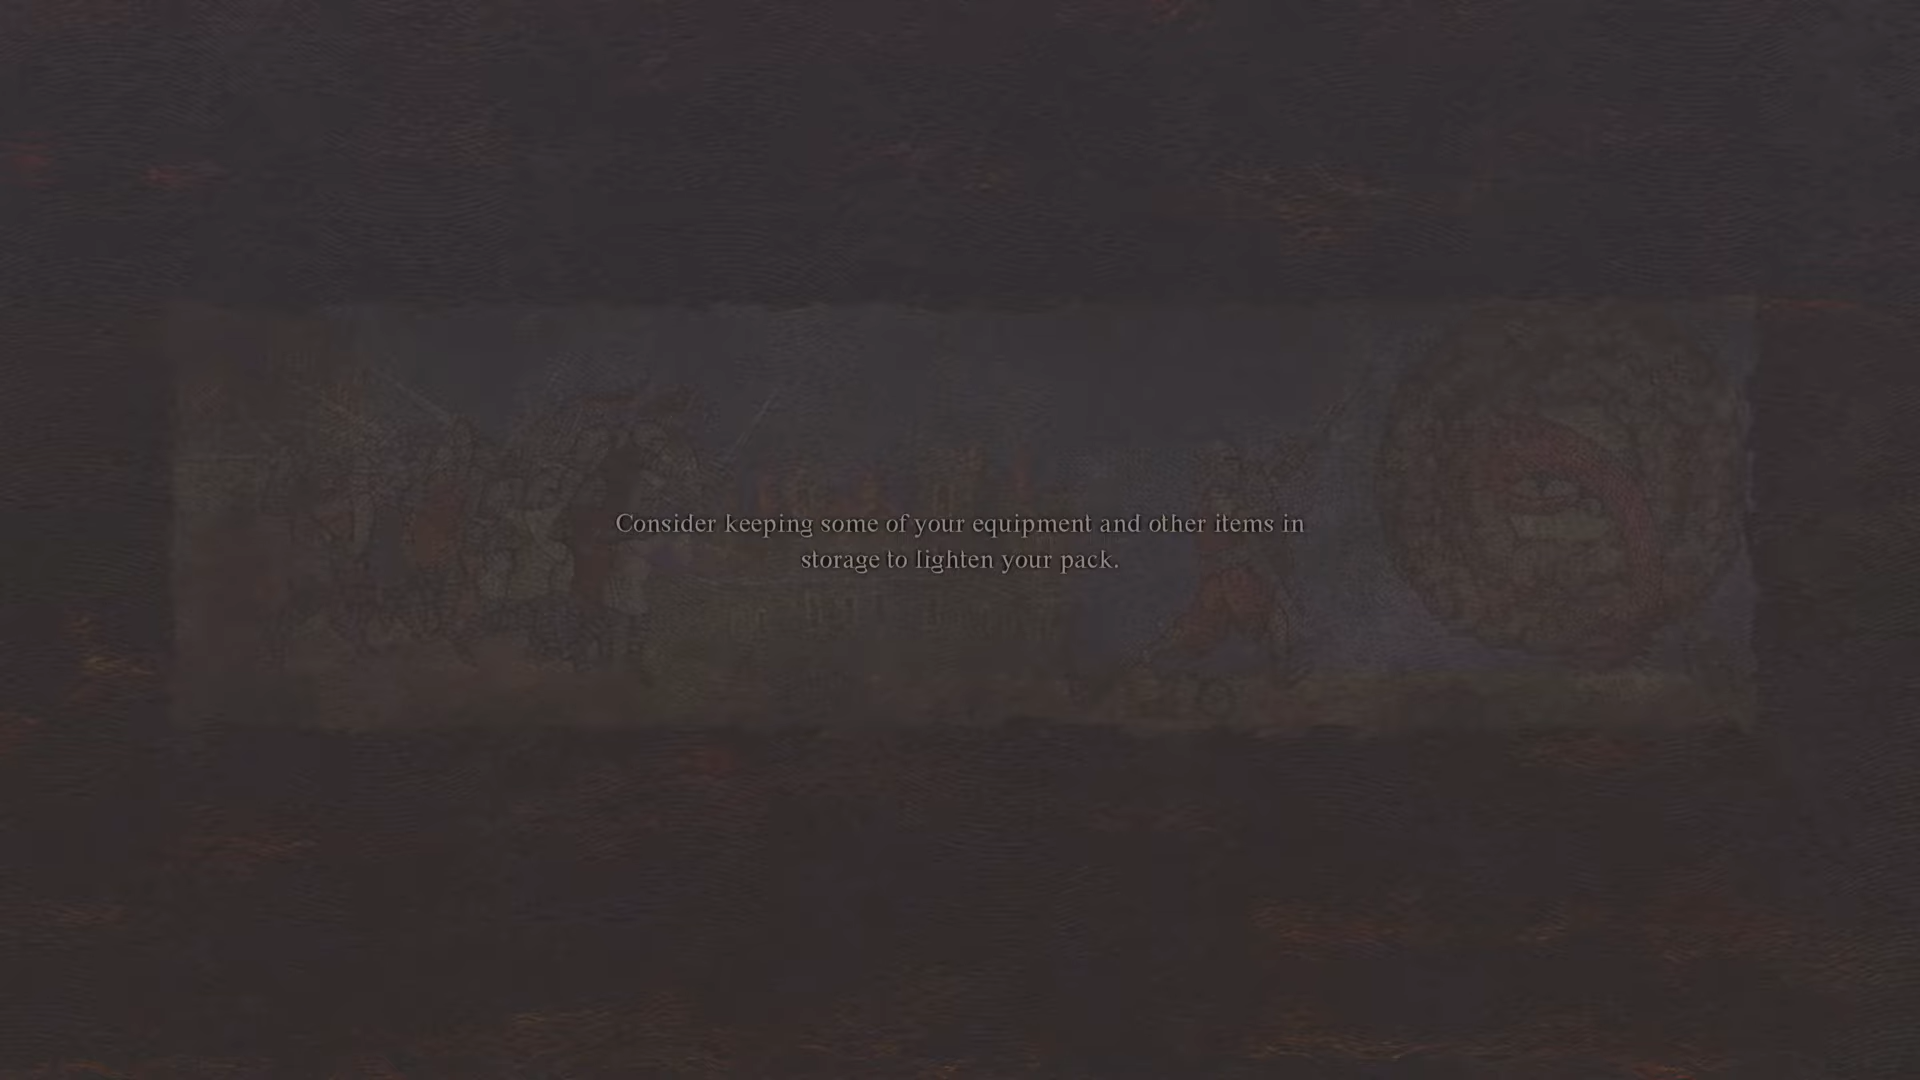 Consider keeping some of your equipment and other items in
storage to lighten your pack.